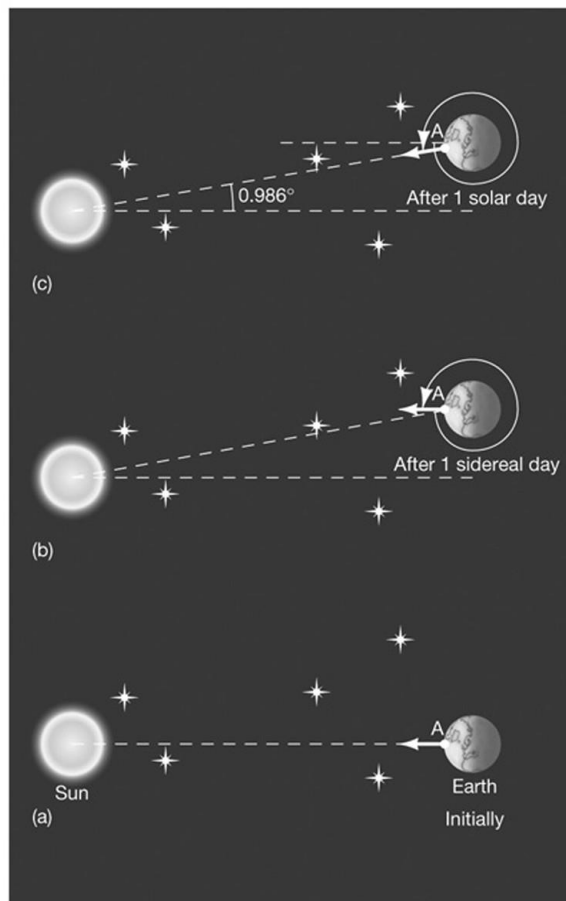 A
0.986°
After 1 solar day
(c)
A
After 1 sidereal day
(b)
A
Sun
Earth
(a)
Initially